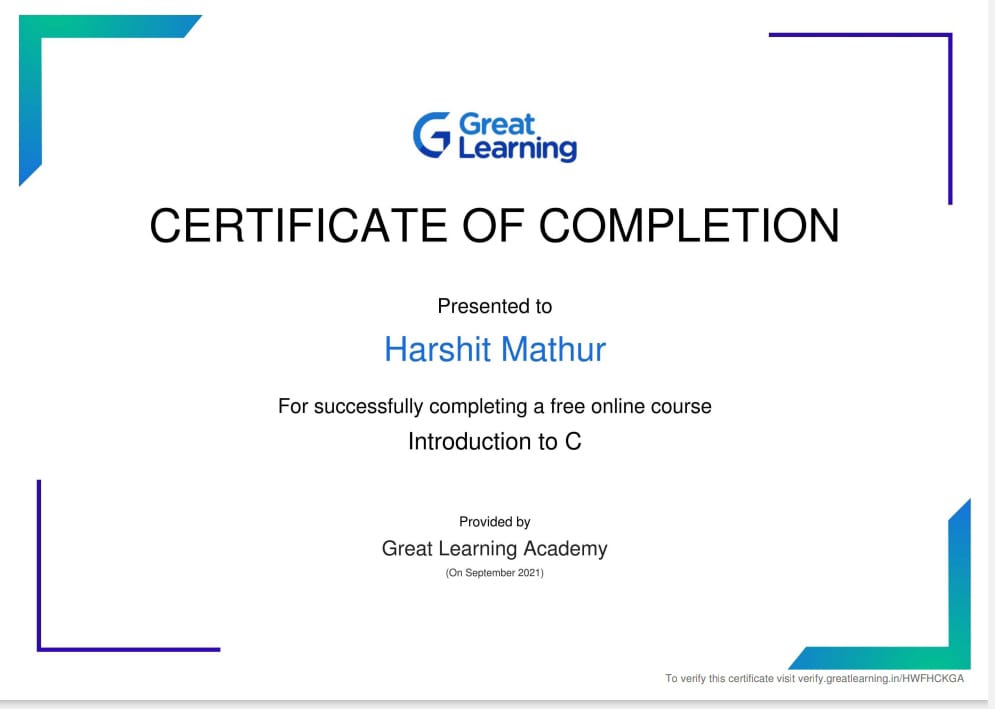 Great
Learning
CERTIFICATE OF COMPLETION
Presented to
Harshit Mathur
For successfully completing a free online course
Introduction to C
Provided by
Great Learning Academy
(On September 2021)
To verify this certificate visit verify.greatlearning.in/HWFHCKGA